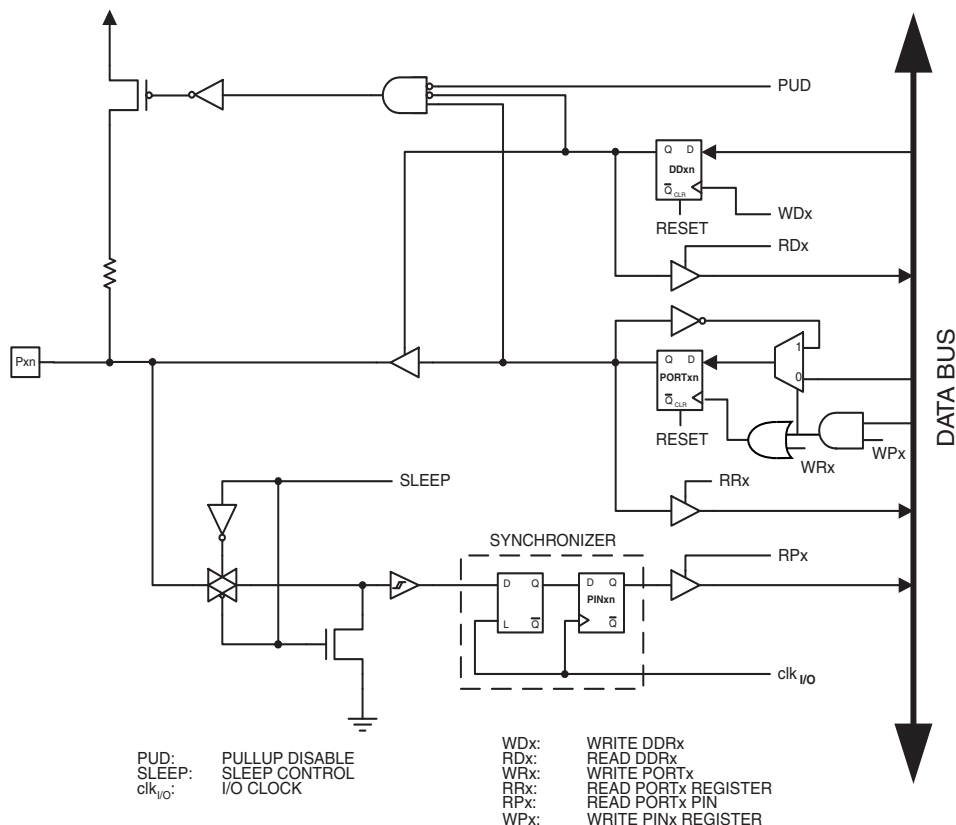 PUD
Q D
DDxn
Q CLR
WDx
RESET
RDx
Pxn
1
Q D
PORTxn
0
Q CLR
RESET
WRx
WPx
DATA BUS
SLEEP
RRx
SYNCHRONIZER
RPx
D Q
D Q
PINxn
L Q
Q
clk I/O
PUD: PULLUP DISABLE
SLEEP: SLEEP CONTROL
clkI/O: I/O CLOCK
WDx: WRITE DDRx
RDx: READ DDRx
WRx: WRITE PORTx
RRx: READ PORTx REGISTER
RPx: READ PORTx PIN
WPx: WRITE PINx REGISTER